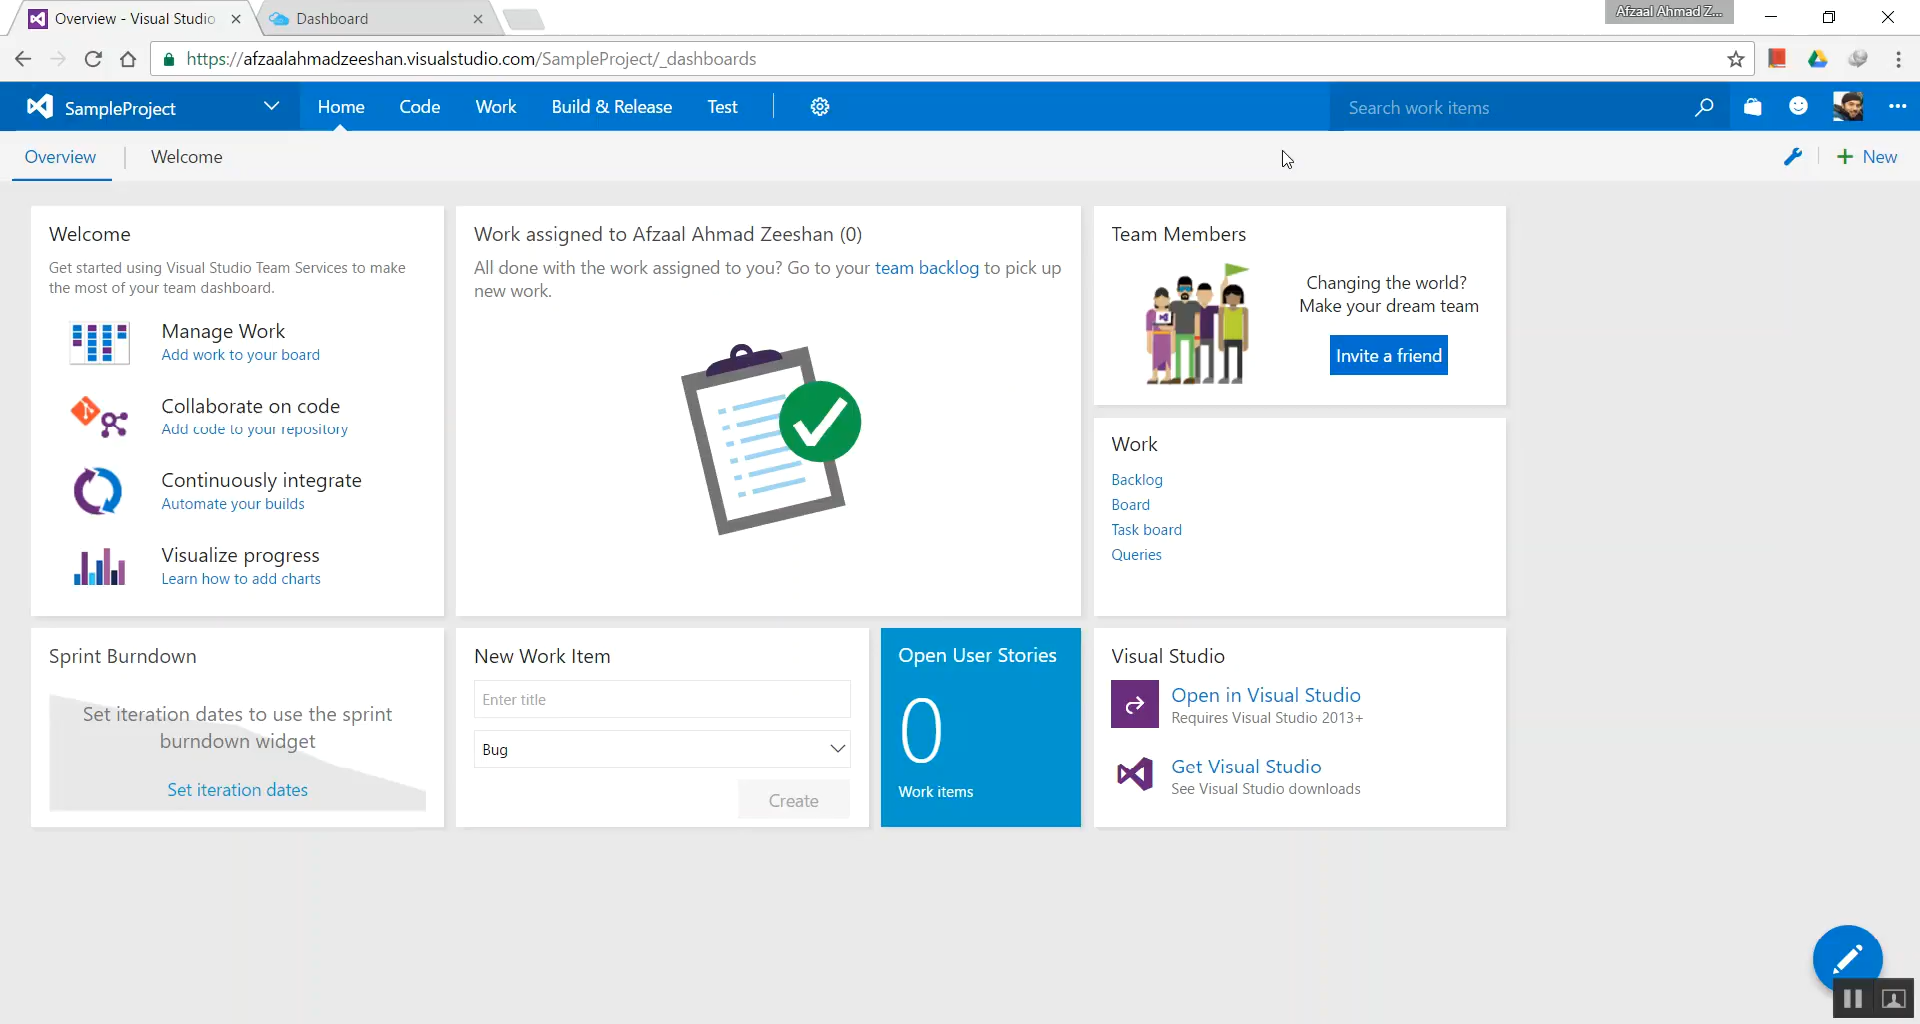 Overview - Visual Studio
Dashboard
Afzaal Ahmad Z...
https://afzaalahmadzeeshan.visualstudio.com/SampleProject/_dashboards
SampleProject
Home
Code
Work
Build & Release
Test
Search work items
Overview
Welcome
New
Welcome
Get started using Visual Studio Team Services to make
the most of your team dashboard.
Manage Work
Add work to your board
Collaborate on code
Add code to your repository
Continuously integrate
Automate your builds
Visualize progress
Learn how to add charts
Work assigned to Afzaal Ahmad Zeeshan (0)
All done with the work assigned to you? Go to your team backlog to pick up
new work.
Team Members
Changing the world?
Make your dream team
Invite a friend
Work
Backlog
Board
Task board
Queries
Sprint Burndown
Set iteration dates to use the sprint
burndown widget
Set iteration dates
New Work Item
Enter title
Bug
Create
Open User Stories
0
Work items
Visual Studio
Open in Visual Studio
Requires Visual Studio 2013+
Get Visual Studio
See Visual Studio downloads